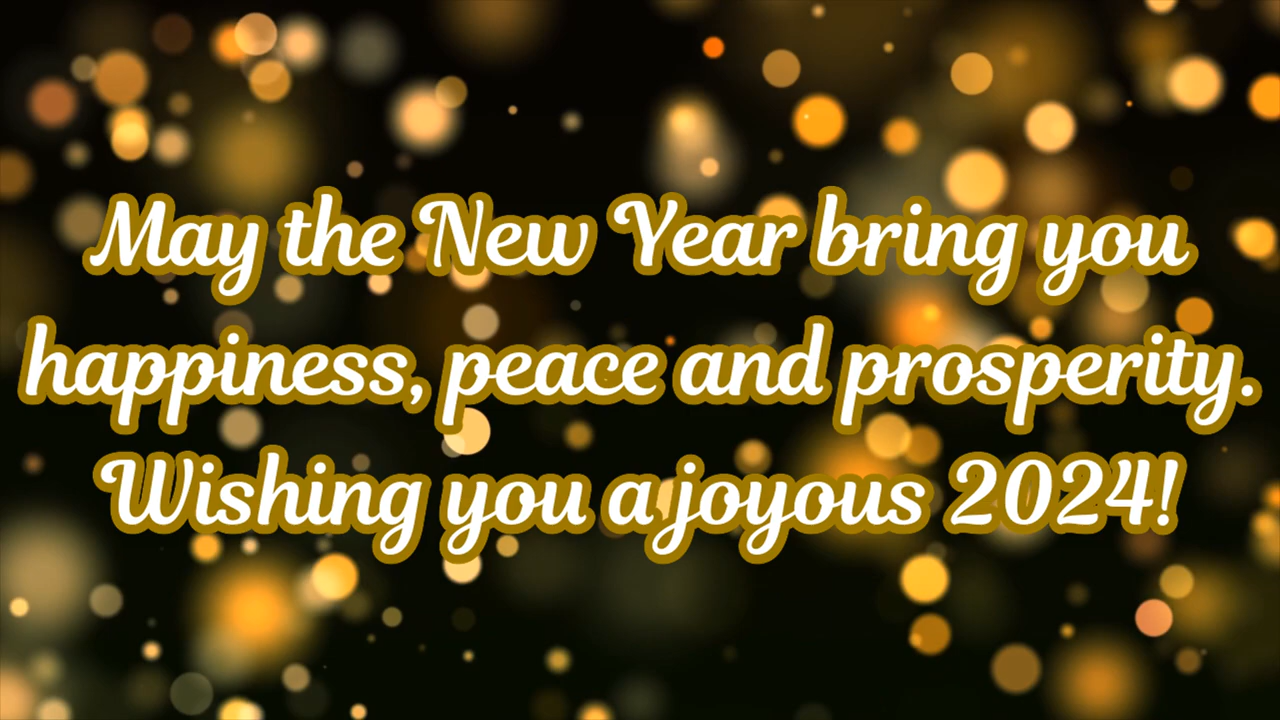 May the New Year bring you
happiness, peace and prosperity.
Wishing you a joyous 2024!